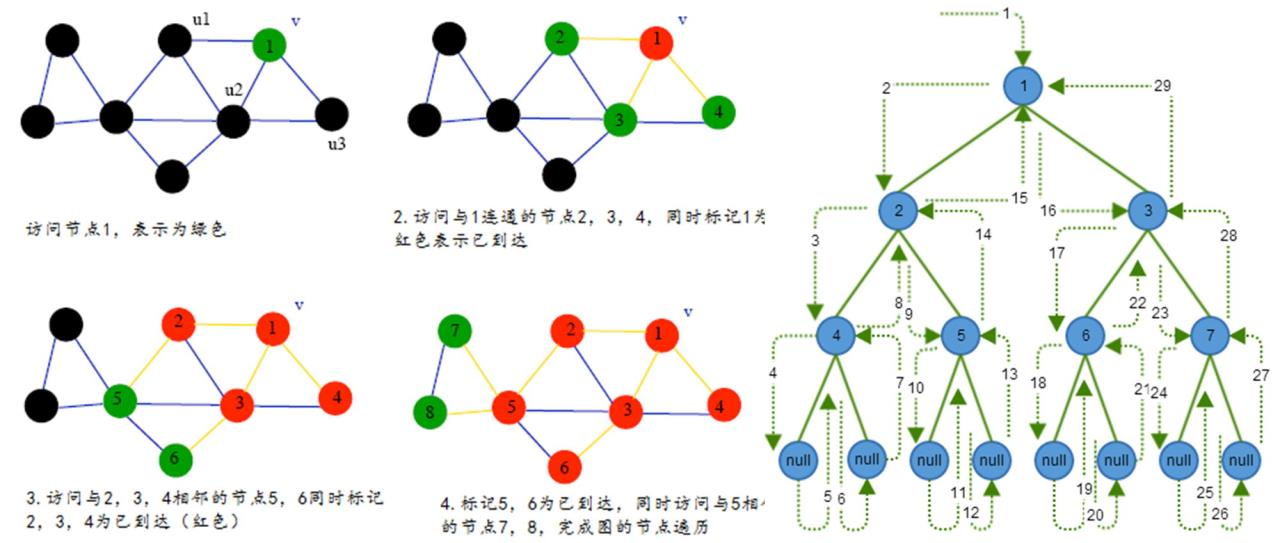 u1
v
1
u2
u3
访问节点1，表示为绿色
v
2
1
3
4
2.访问与1连通的节点2，3，4，同时标记1为
红色表示已到达
v
2
1
5
3
4
6
3.访问与2，3，4相邻的节点5，6同时标记
2，3，4为已到达（红色）
v
7
2
1
8
5
3
4
6
4.标记5，6为已到达，同时访问与5相
的节点7，8，完成图的节点遍历
1
1
2
29
15
16
2
3
3
14
17
28
8
9
22
23
4
5
6
7
4
7
10
13
18
21
24
27
null
null
null
null
null
null
null
null
5
6
11
12
19
20
25
26